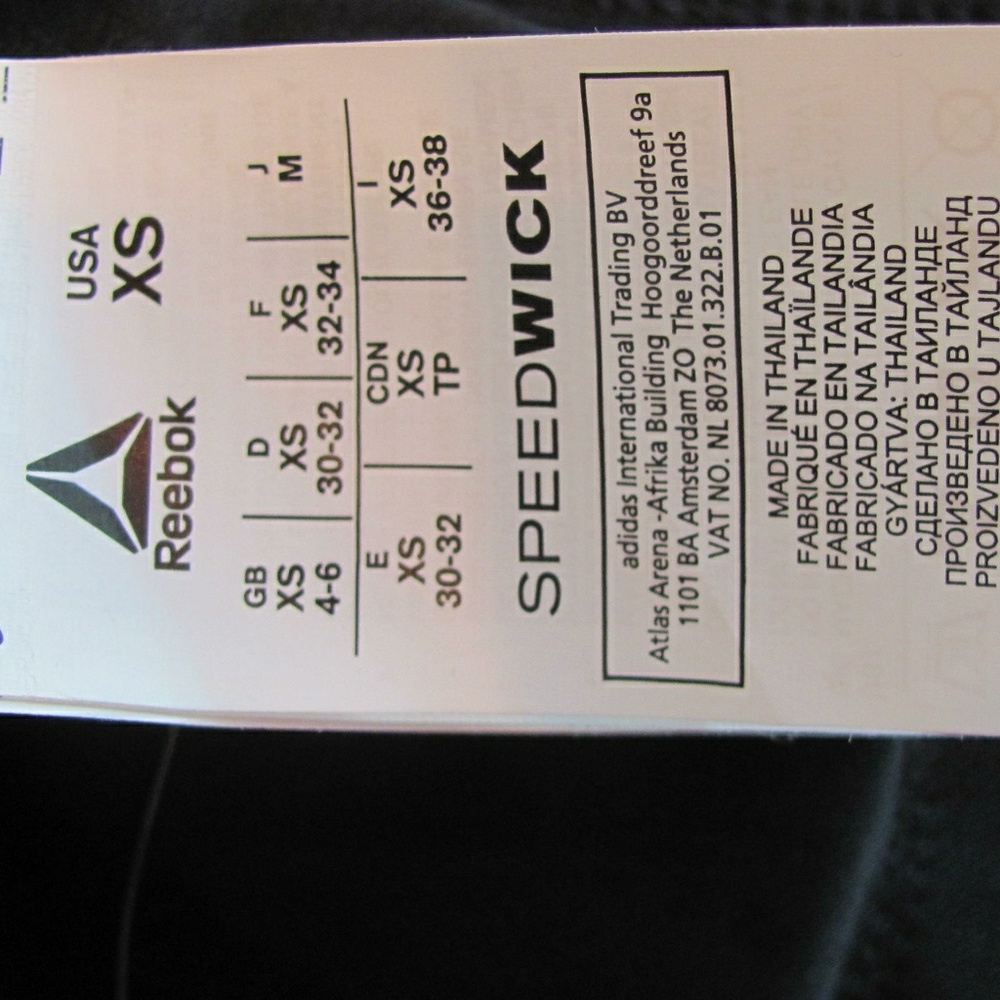 Reebok
USA
XS
GB D F J
XS XS XS M
4-6 30-32 32-34
E CDN I
XS XS XS
30-32 TP 36-38
SPEEDWICK
adidas International Trading BV
Atlas Arena -Afrika Building Hoogoorddreef 9a
1101 BA Amsterdam ZO The Netherlands
VAT NO. NL 8073.01.322.B.01
MADE IN THAILAND
FABRIQUÉ EN THAÏLANDE
FABRICADO EN TAILANDIA
FABRICADO NA TAILÂNDIA
GYÁRTVA: THAILAND
СДЕЛАНО В ТАИЛАНДЕ
ПРОИЗВЕДЕНО В ТАЙЛАНД
PROIZVEDENO U TAJLANDU